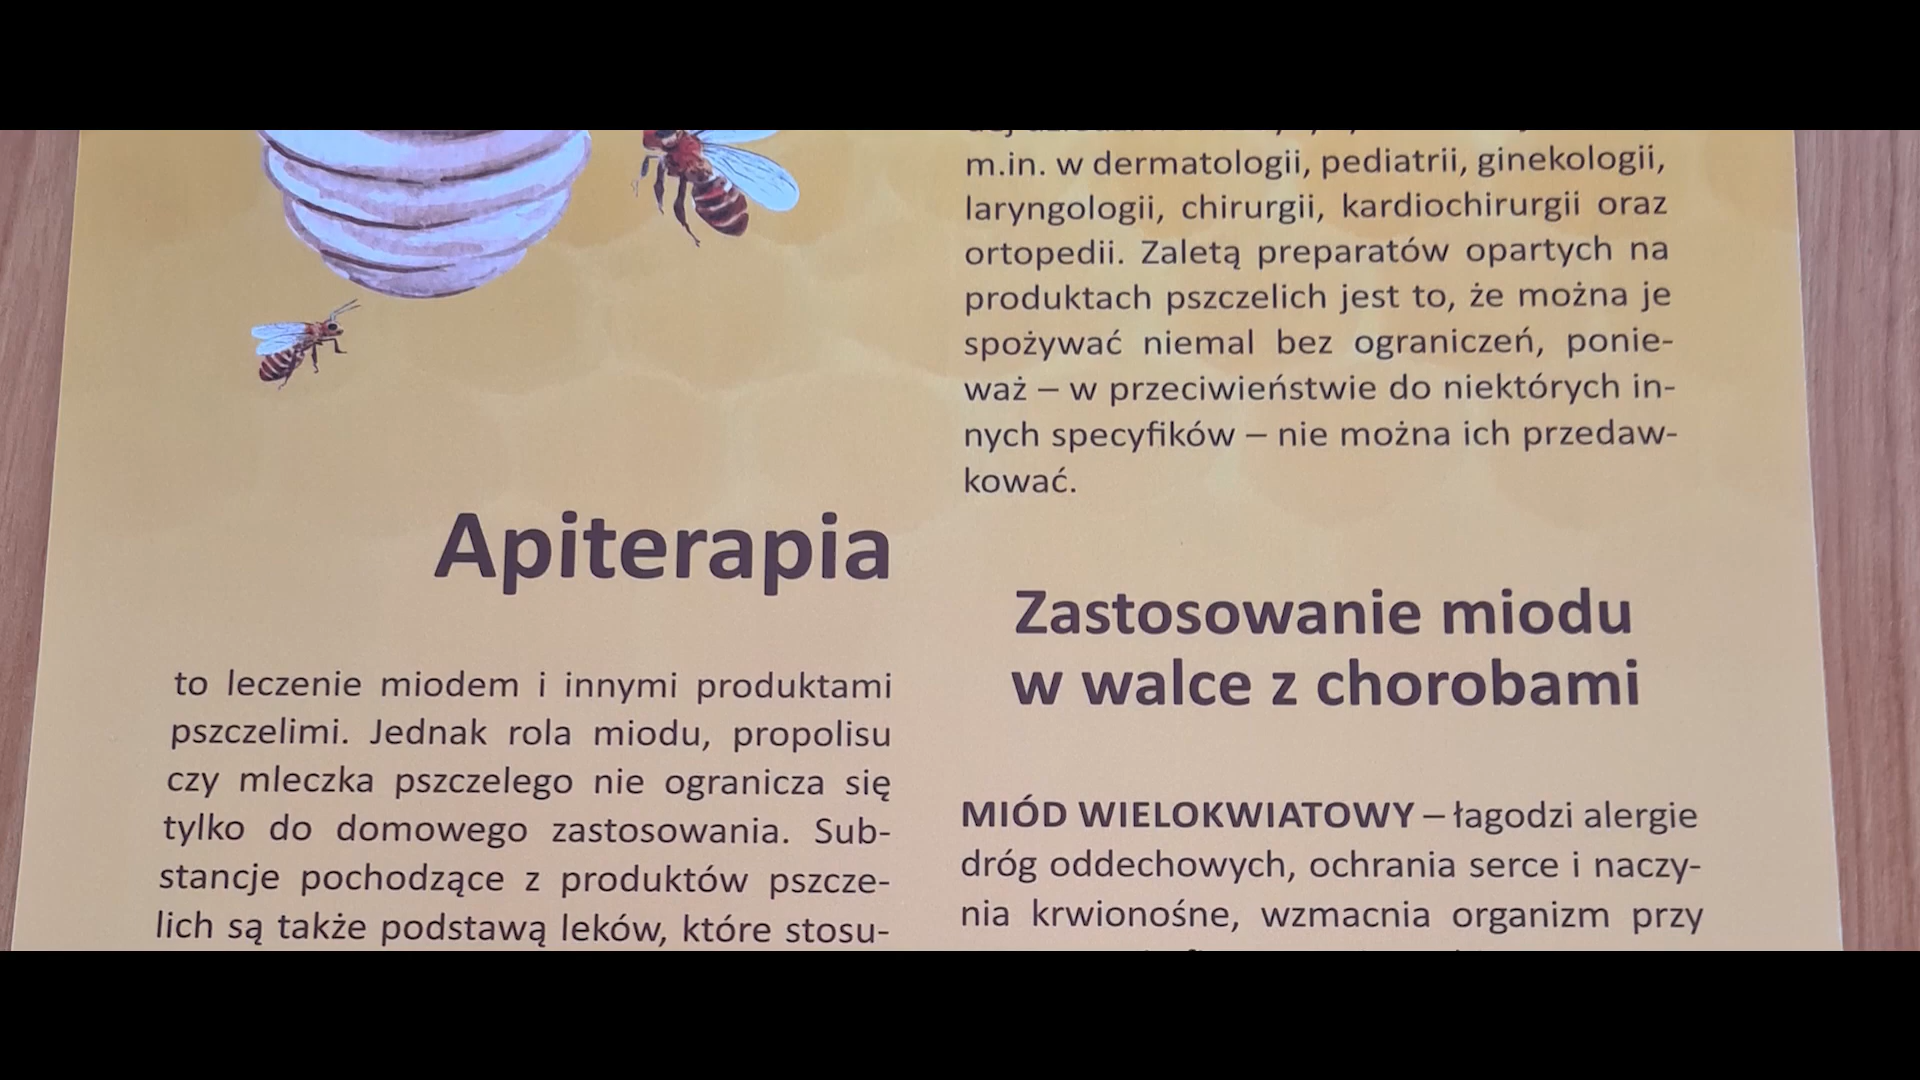 Apiterapia
to leczenie miodem i innymi produktami
pszczelimi. Jednak rola miodu, propolisu
czy mleczka pszczelego nie ogranicza się
tylko do domowego zastosowania. Sub-
stancje pochodzące z produktów pszcze-
lich są także podstawą leków, które stosu-
m.in. w dermatologii, pediatrii, ginekologii,
laryngologii, chirurgii, kardiochirurgii oraz
ortopedii. Zaletą preparatów opartych na
produktach pszczelich jest to, że można je
spożywać niemal bez ograniczeń, ponie-
waż – w przeciwieństwie do niektórych in-
nych specyfików – nie można ich przedaw-
kować.
Zastosowanie miodu
w walce z chorobami
MIÓD WIELOKWIATOWY – łagodzi alergie
dróg oddechowych, ochrania serce i naczy-
nia krwionośne, wzmacnia organizm przy